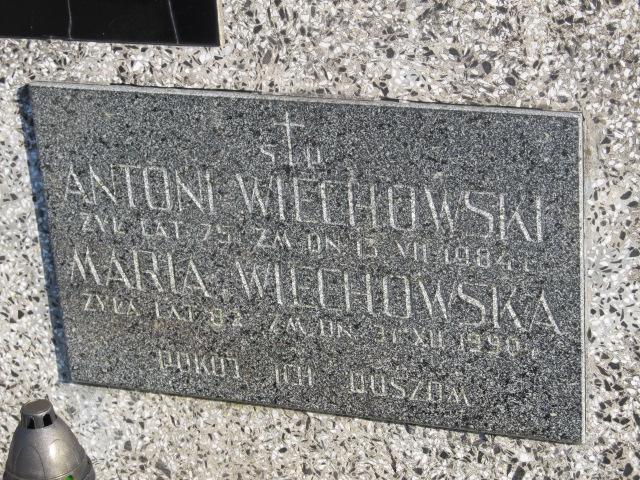 Ś.†P.
ANTONI WIECHOWSKI
ŻYŁ LAT 75. ZM. DN. 13. VII. 1984 r.
MARIA WIECHOWSKA
ŻYŁA LAT 82. ZM. DN. 31. XII. 1990 r.
POKÓJ ICH DUSZOM